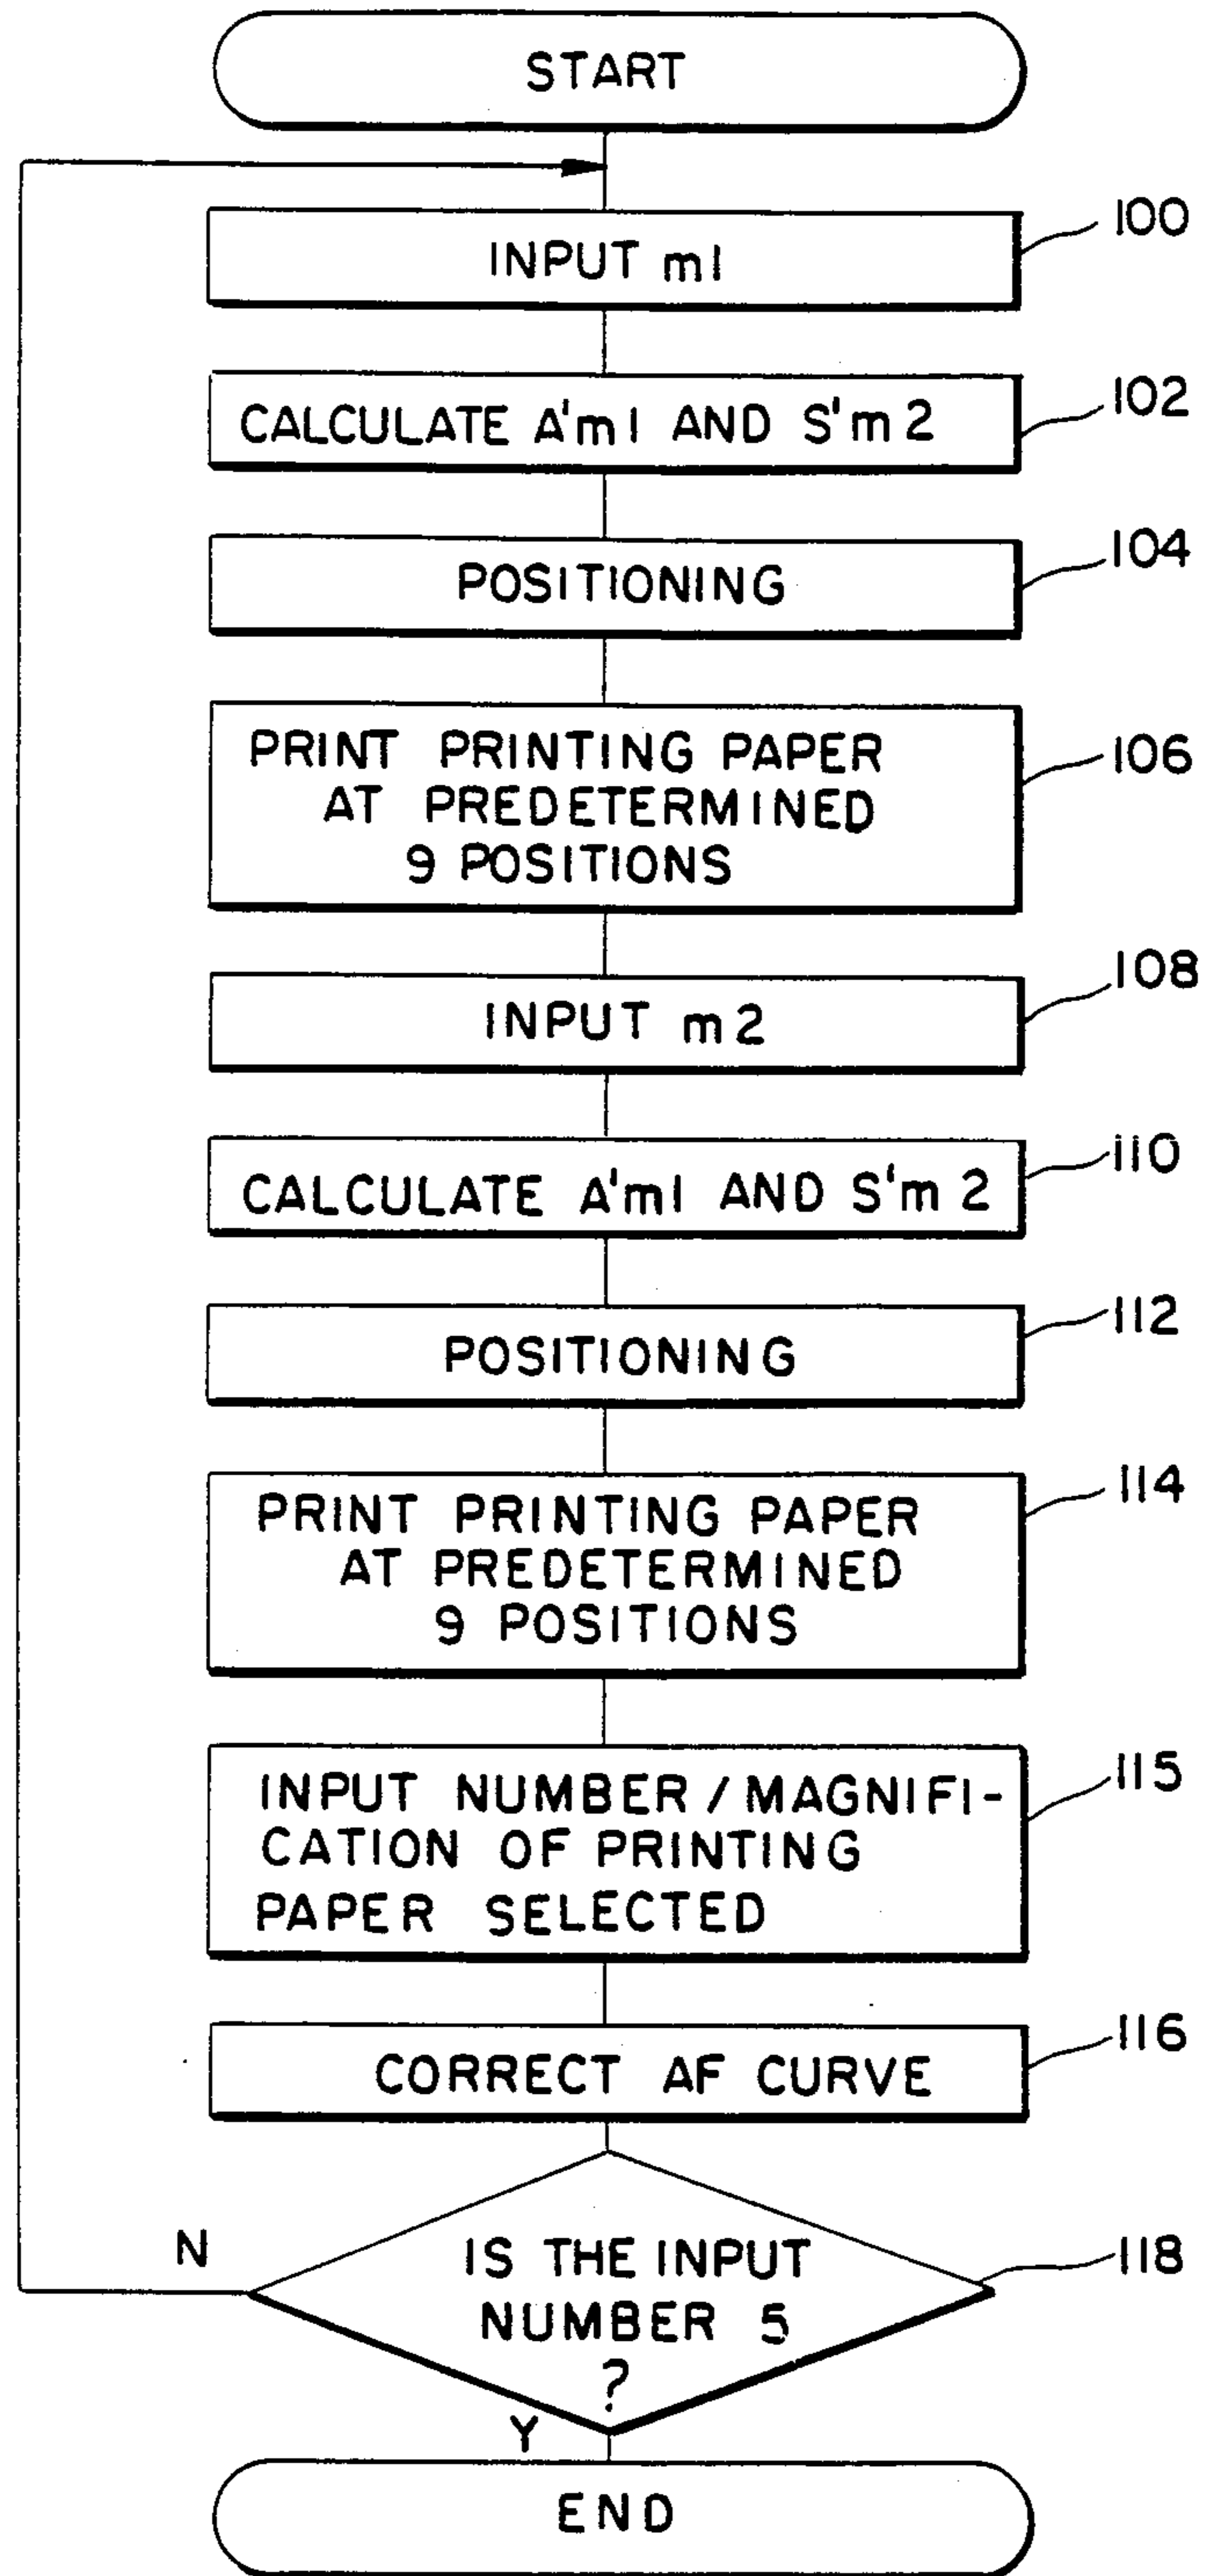 START
INPUT m1
100
CALCULATE A'm1 AND S'm2
102
POSITIONING
104
PRINT PRINTING PAPER
AT PREDETERMINED
9 POSITIONS
106
INPUT m2
108
CALCULATE A'm1 AND S'm2
110
POSITIONING
112
PRINT PRINTING PAPER
AT PREDETERMINED
9 POSITIONS
114
INPUT NUMBER / MAGNIFI-
CATION OF PRINTING
PAPER SELECTED
115
CORRECT AF CURVE
116
N
IS THE INPUT
NUMBER 5
?
118
Y
END